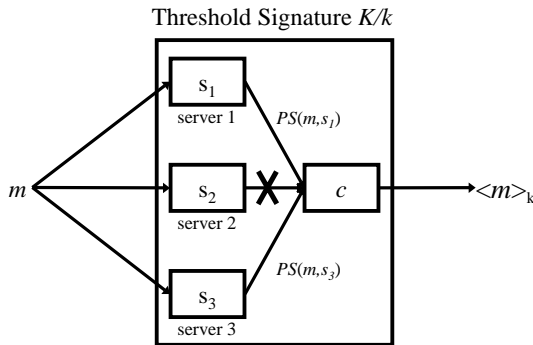 Threshold Signature K/k
s₁
server 1
PS(m,s₁)
m
s₂
server 2
c
<m>ₖ
s₃
PS(m,s₃)
server 3